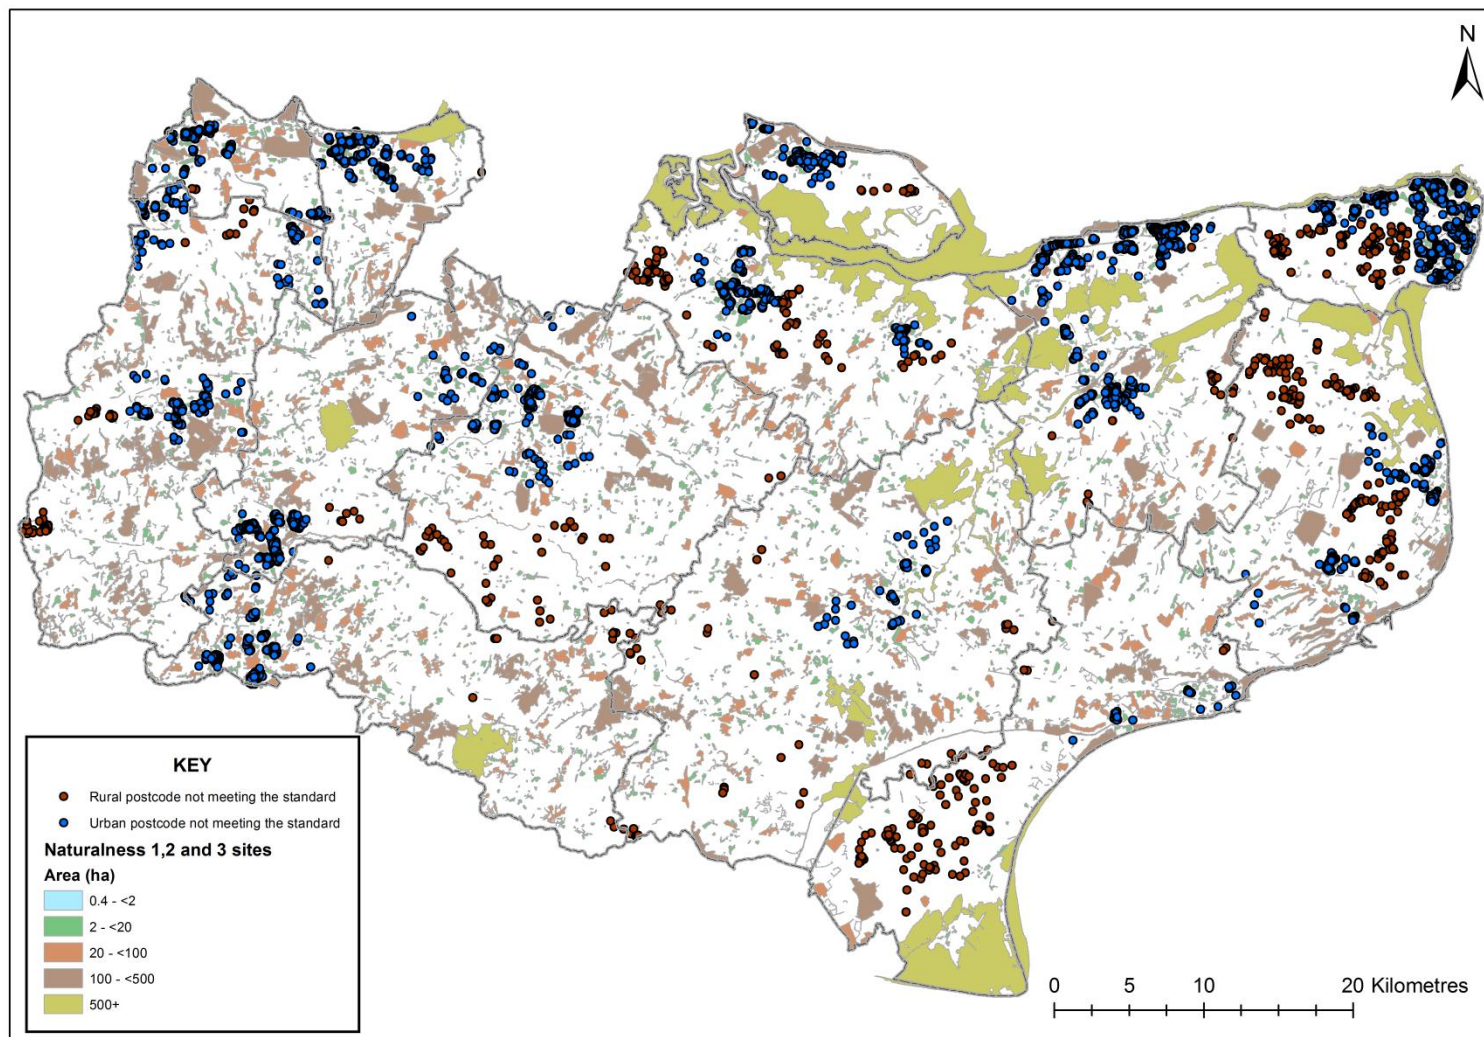 N
KEY
Rural postcode not meeting the standard
Urban postcode not meeting the standard
Naturalness 1,2 and 3 sites
Area (ha)
0.4 - <2
2 - <20
20 - <100
100 - <500
500+
0 5 10 20 Kilometres